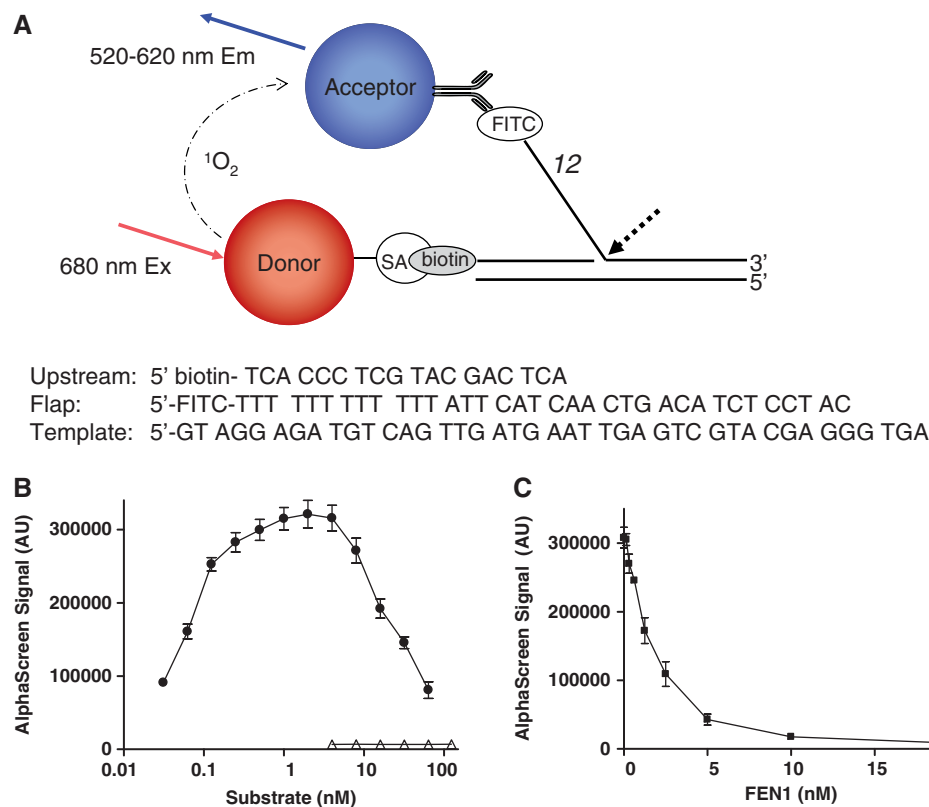 A
520-620 nm Em
Acceptor
FITC
12
¹O₂
680 nm Ex
Donor
SA
biotin
3’
5’
Upstream: 5’ biotin- TCA CCC TCG TAC GAC TCA
Flap: 5’-FITC-TTT TTT TTT TTT ATT CAT CAA CTG ACA TCT CCT AC
Template: 5’-GT AGG AGA TGT CAG TTG ATG AAT TGA GTC GTA CGA GGG TGA
B
AlphaScreen Signal (AU)
300000
200000
100000
0
0.01
0.1
1
10
100
Substrate (nM)
C
AlphaScreen Signal (AU)
300000
200000
100000
0
0
5
10
15
FEN1 (nM)